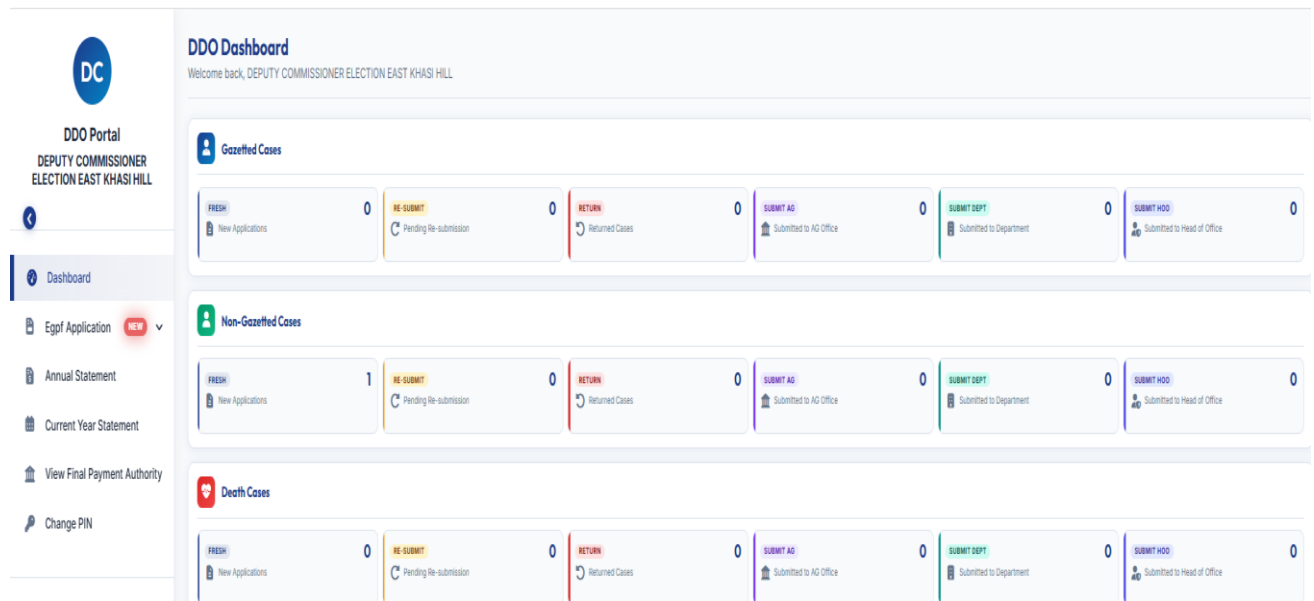 DC
DDO Portal
DEPUTY COMMISSIONER
ELECTION EAST KHASI HILL
Dashboard
Egpf Application NEW
Annual Statement
Current Year Statement
View Final Payment Authority
Change PIN
DDO Dashboard
Welcome back, DEPUTY COMMISSIONER ELECTION EAST KHASI HILL
Gazetted Cases
FRESH 0
New Applications
RE-SUBMIT 0
Pending Re-submission
RETURN 0
Returned Cases
SUBMIT AG 0
Submitted to AG Office
SUBMIT DEPT 0
Submitted to Department
SUBMIT HOO 0
Submitted to Head of Office
Non-Gazetted Cases
FRESH 1
New Applications
RE-SUBMIT 0
Pending Re-submission
RETURN 0
Returned Cases
SUBMIT AG 0
Submitted to AG Office
SUBMIT DEPT 0
Submitted to Department
SUBMIT HOO 0
Submitted to Head of Office
Death Cases
FRESH 0
New Applications
RE-SUBMIT 0
Pending Re-submission
RETURN 0
Returned Cases
SUBMIT AG 0
Submitted to AG Office
SUBMIT DEPT 0
Submitted to Department
SUBMIT HOO 0
Submitted to Head of Office